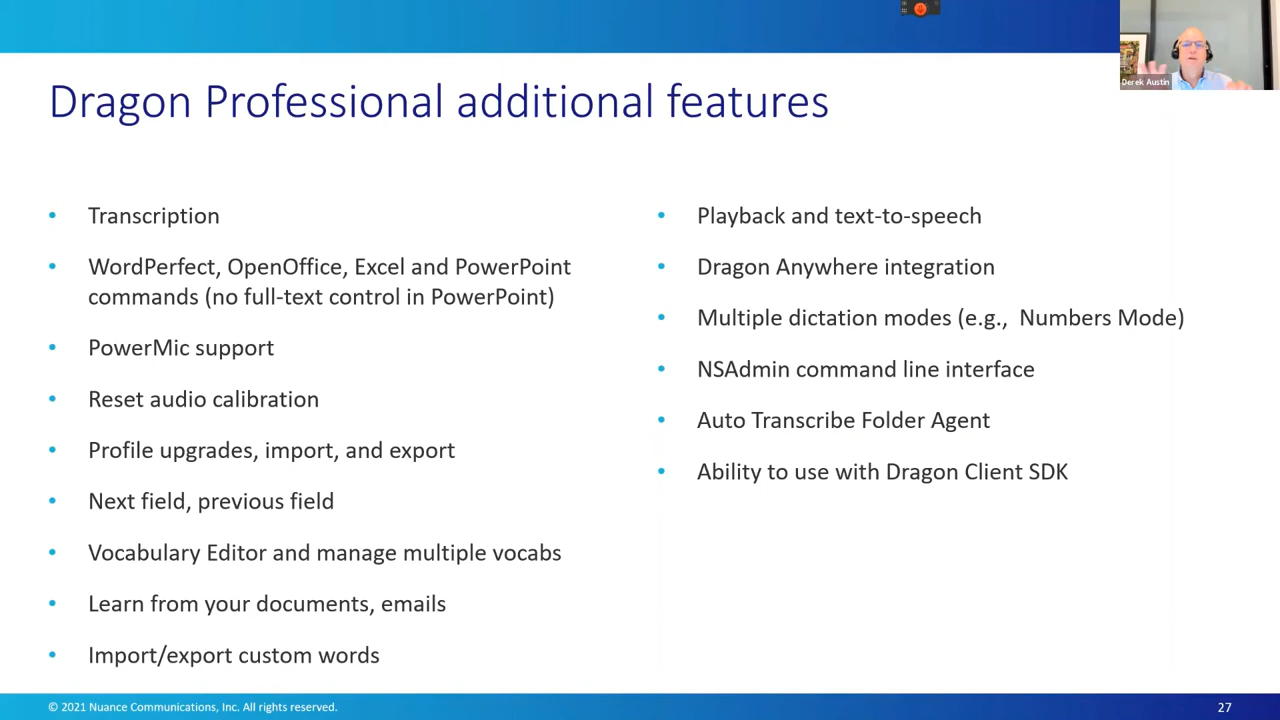 Derek Austin
Dragon Professional additional features
• Transcription
• WordPerfect, OpenOffice, Excel and PowerPoint
commands (no full-text control in PowerPoint)
• PowerMic support
• Reset audio calibration
• Profile upgrades, import, and export
• Next field, previous field
• Vocabulary Editor and manage multiple vocabs
• Learn from your documents, emails
• Import/export custom words
• Playback and text-to-speech
• Dragon Anywhere integration
• Multiple dictation modes (e.g., Numbers Mode)
• NSAdmin command line interface
• Auto Transcribe Folder Agent
• Ability to use with Dragon Client SDK
© 2021 Nuance Communications, Inc. All rights reserved.
27